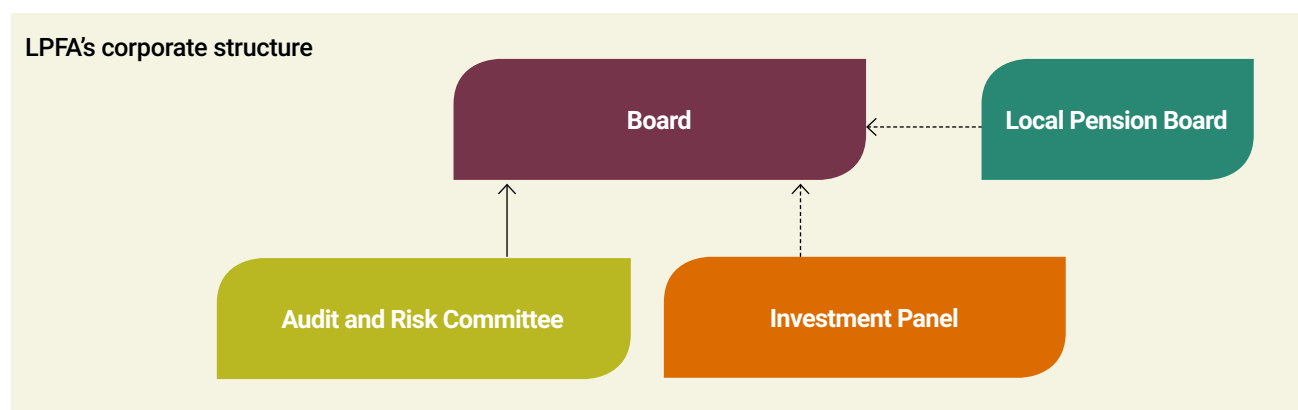 LPFA's corporate structure
Board
Local Pension Board
Audit and Risk Committee
Investment Panel